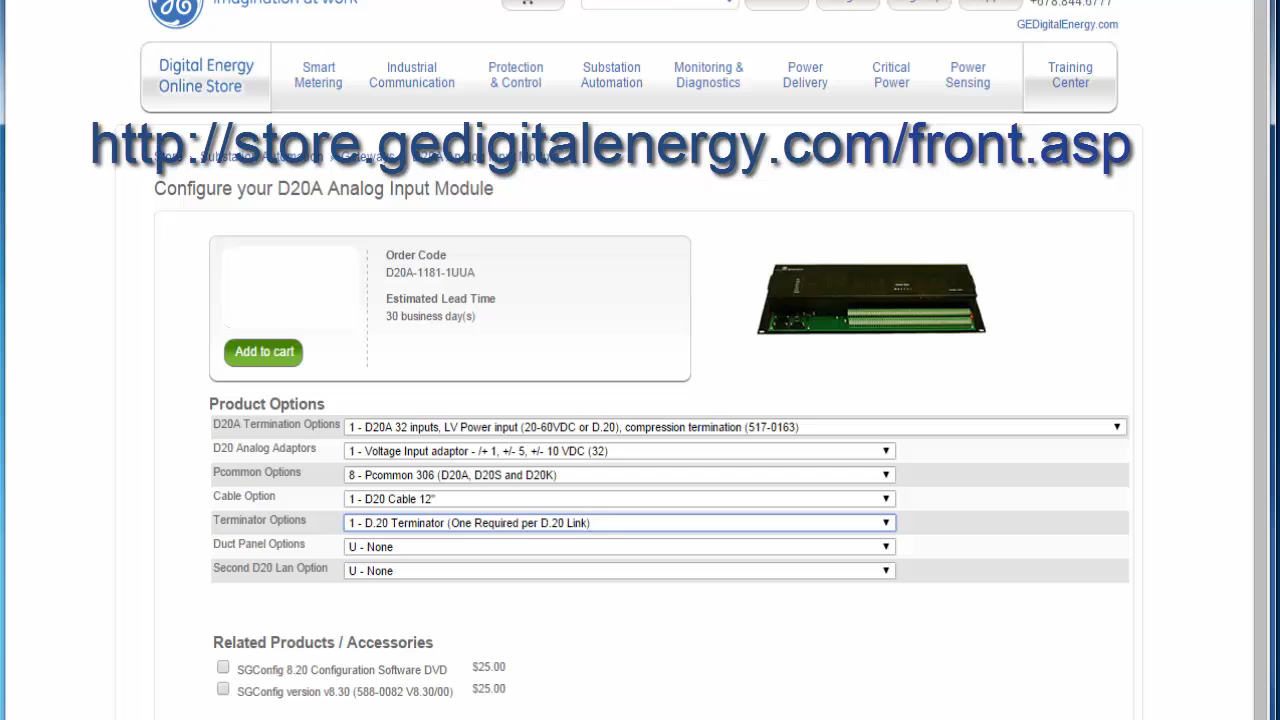 imagination at work
+678.844.6777
GEDigitalEnergy.com
Digital Energy
Online Store
Smart
Metering
Industrial
Communication
Protection
& Control
Substation
Automation
Monitoring &
Diagnostics
Power
Delivery
Critical
Power
Power
Sensing
Training
Center
http://store.gedigitalenergy.com/front.asp
Configure your D20A Analog Input Module
Order Code
D20A-1181-1UUA
Estimated Lead Time
30 business day(s)
Add to cart
Product Options
D20A Termination Options 1 - D20A 32 inputs, LV Power input (20-60VDC or D.20), compression termination (517-0163)
D20 Analog Adaptors 1 - Voltage Input adaptor - /+ 1, +/- 5, +/- 10 VDC (32)
Pcommon Options 8 - Pcommon 306 (D20A, D20S and D20K)
Cable Option 1 - D20 Cable 12"
Terminator Options 1 - D.20 Terminator (One Required per D.20 Link)
Duct Panel Options U - None
Second D20 Lan Option U - None
Related Products / Accessories
SGConfig 8.20 Configuration Software DVD $25.00
SGConfig version v8.30 (588-0082 V8.30/00) $25.00